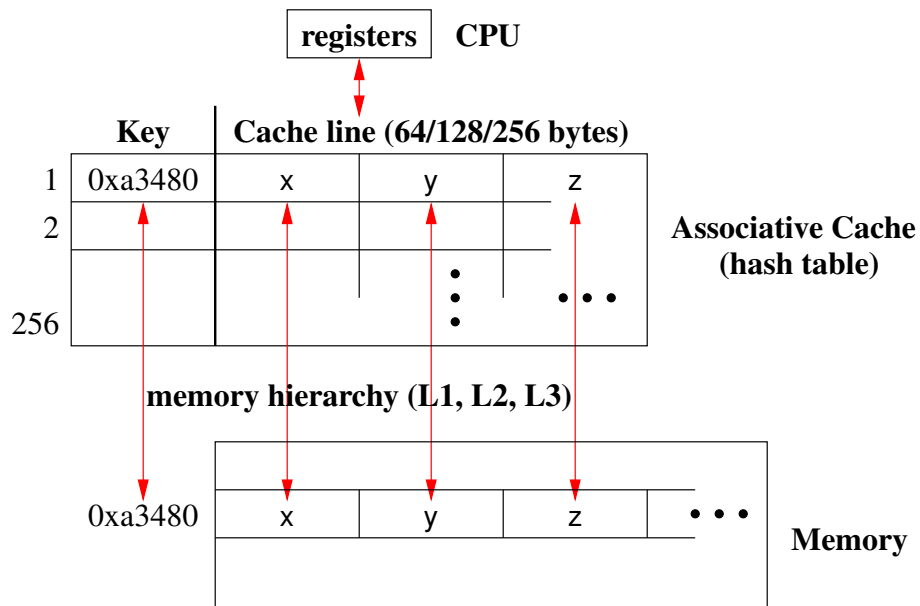 registers CPU
Key Cache line (64/128/256 bytes)
1 0xa3480 x y z
2
Associative Cache
(hash table)
256
memory hierarchy (L1, L2, L3)
0xa3480 x y z
Memory